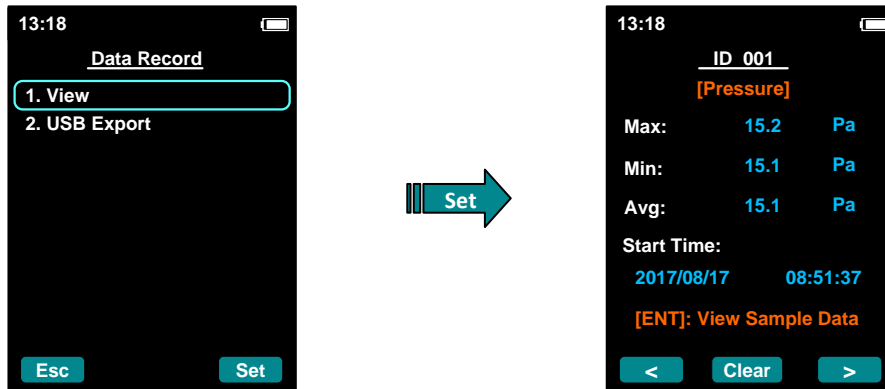 13:18
Data Record
1. View
2. USB Export
Esc Set
Set
13:18
ID 001
[Pressure]
Max: 15.2 Pa
Min: 15.1 Pa
Avg: 15.1 Pa
Start Time:
2017/08/17 08:51:37
[ENT]: View Sample Data
< Clear >